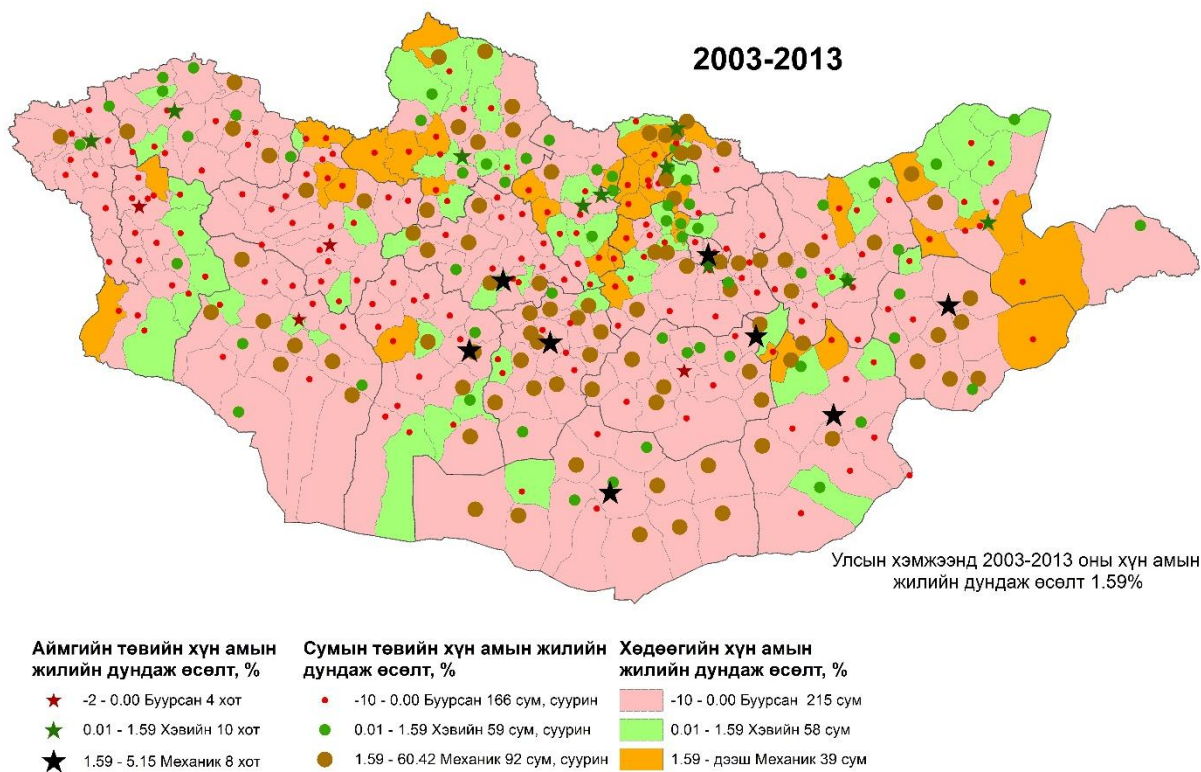 2003-2013
Улсын хэмжээнд 2003-2013 оны хүн амын
жилийн дундаж өсөлт 1.59%
Аймгийн төвийн хүн амын
жилийн дундаж өсөлт, %
-2 - 0.00 Буурсан 4 хот
0.01 - 1.59 Хэвийн 10 хот
1.59 - 5.15 Механик 8 хот
Сумын төвийн хүн амын жилийн
дундаж өсөлт, %
-10 - 0.00 Буурсан 166 сум, суурин
0.01 - 1.59 Хэвийн 59 сум, суурин
1.59 - 60.42 Механик 92 сум, суурин
Хөдөөгийн хүн амын
жилийн дундаж өсөлт, %
-10 - 0.00 Буурсан 215 сум
0.01 - 1.59 Хэвийн 58 сум
1.59 - дээш Механик 39 сум